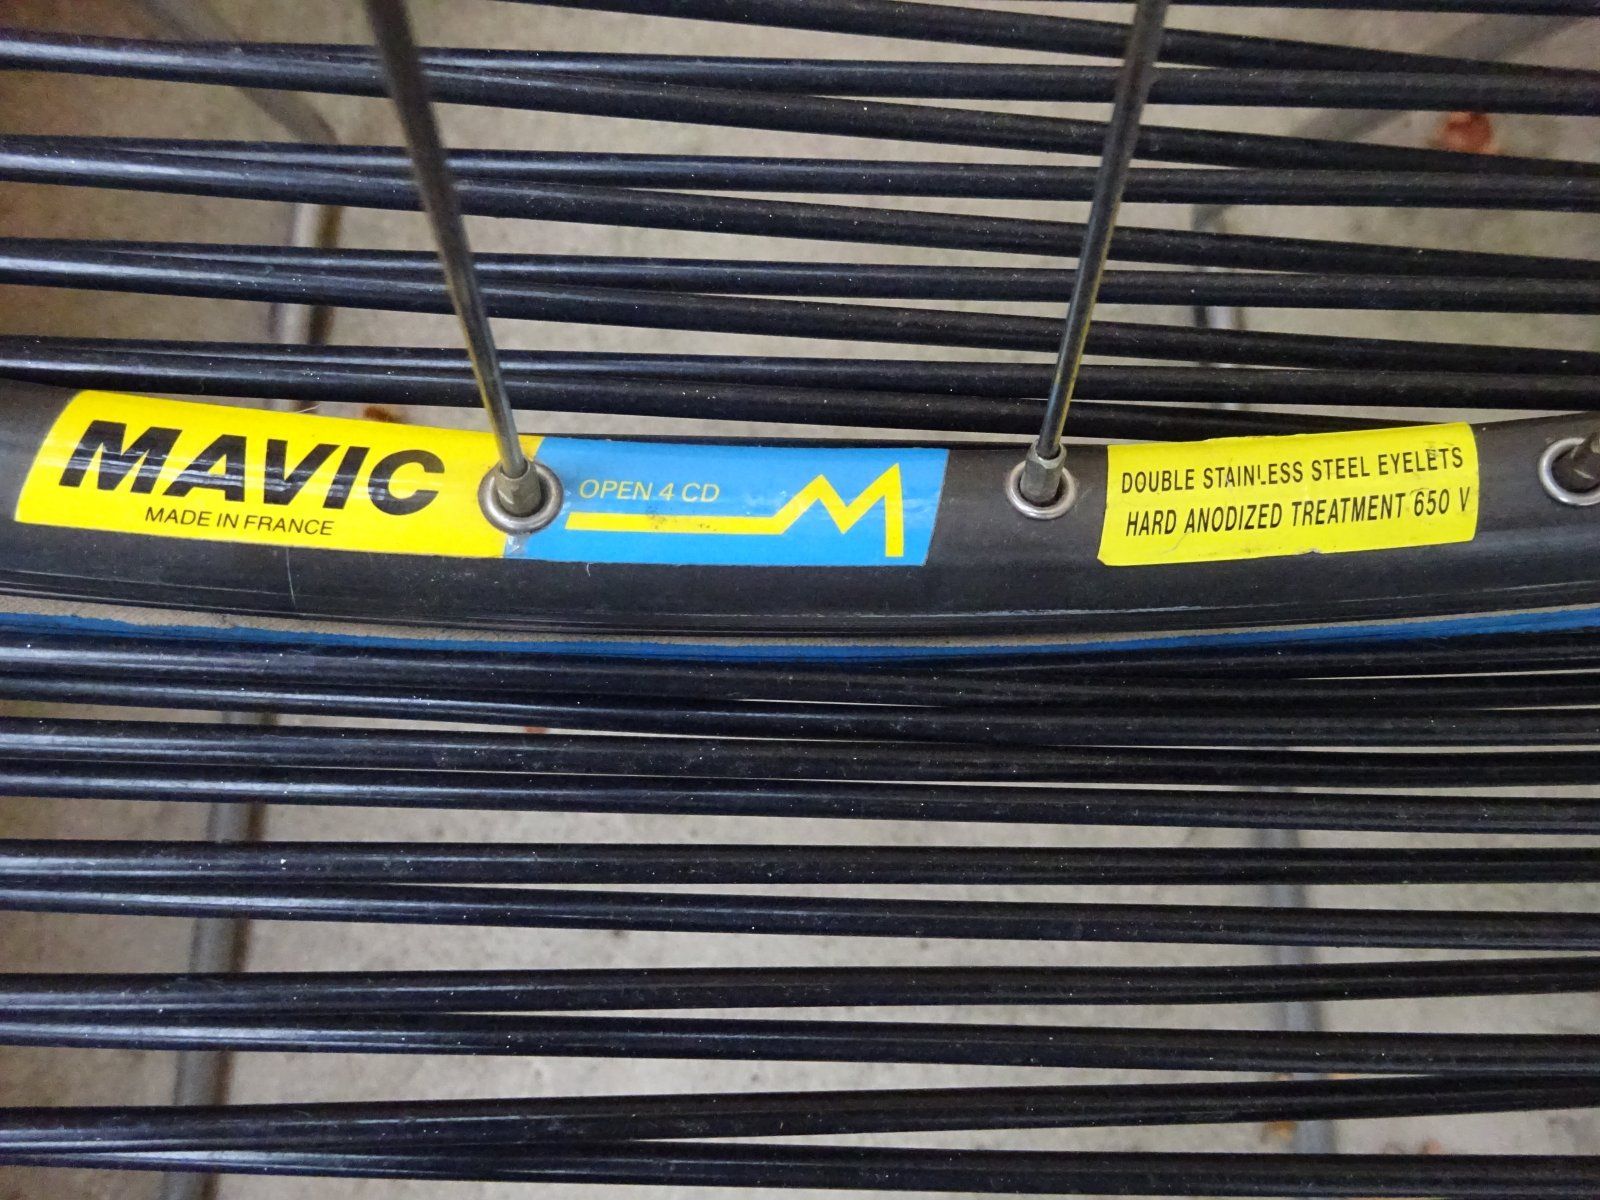 MAVIC
MADE IN FRANCE
OPEN 4 CD
DOUBLE STAINLESS STEEL EYELETS
HARD ANODIZED TREATMENT 650 V